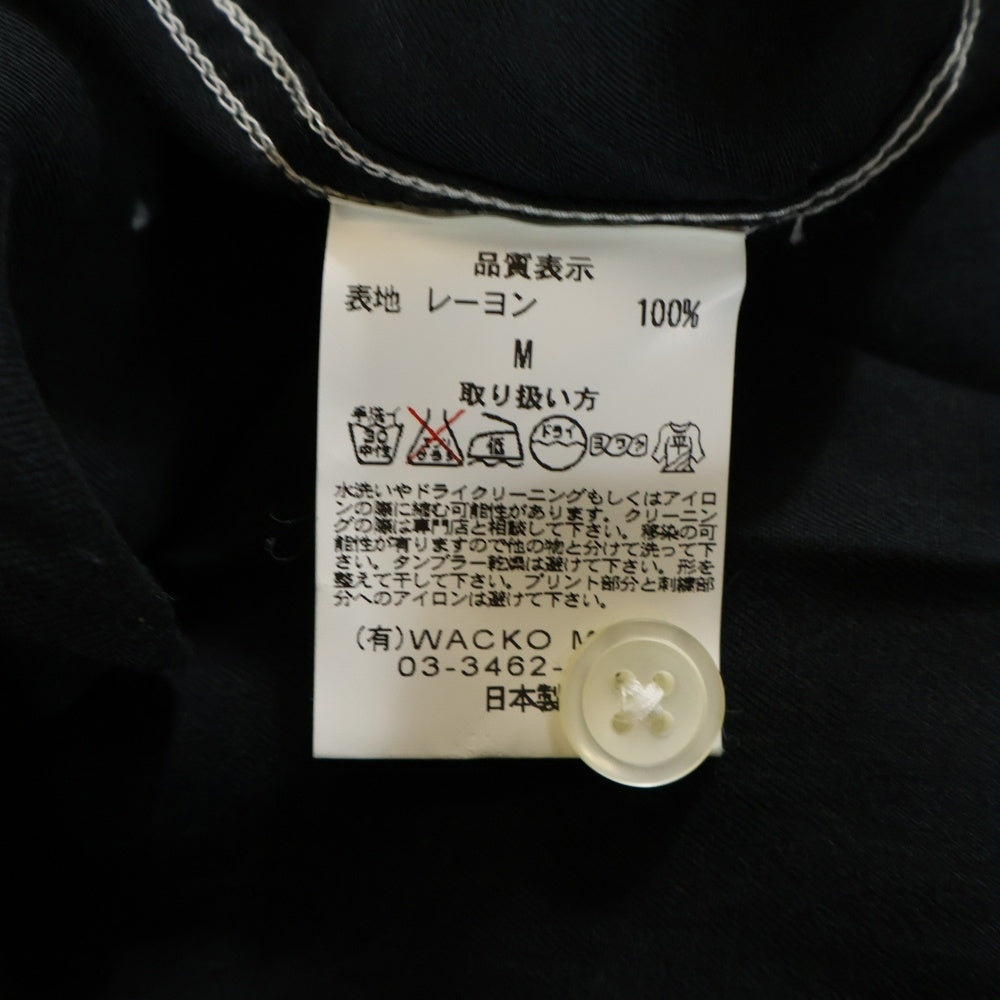 品質表示
表地 レーヨン 100%
M
取り扱い方
手洗イ 30 中性 エンソ サラシ 低 ドライ ヨワク 平
水洗いやドライクリーニングもしくはアイロ
ンの際に縮む可能性があります。クリーニン
グの際は専門店と相談して下さい。移染の可
能性が有りますので他の物と分けて洗って下
さい。タンブラー乾燥は避けて下さい。形を
整えて干して下さい。プリント部分と刺繍部
分へのアイロンは避けて下さい。
(有)WACKO M
03-3462-
日本製